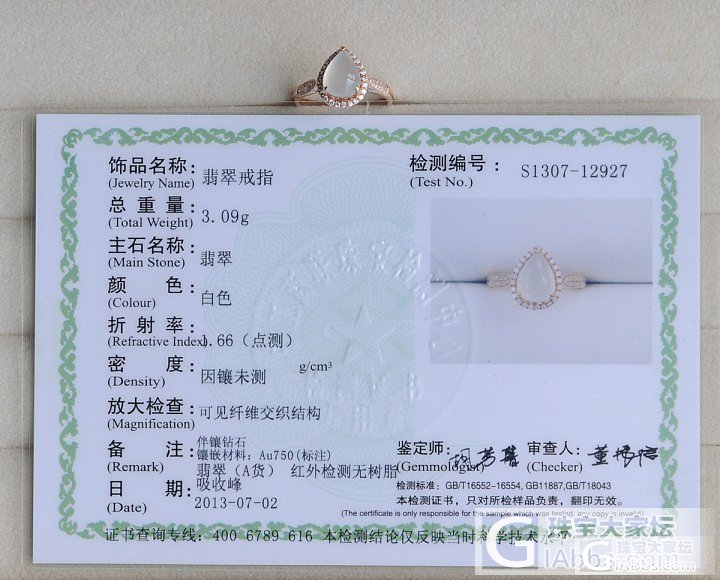 饰品名称: 翡翠戒指
(Jewelry Name)
检测编号: S1307-12927
(Test No.)
总重量: 3.09g
(Total Weight)
主石名称: 翡翠
(Main Stone)
颜色: 白色
(Colour)
折射率: 1.66（点测）
(Refractive Index)
密度: 因镶未测 g/cm³
(Density)
放大检查: 可见纤维交织结构
(Magnification)
备注: 伴镶钻石
镶嵌材料: Au750(标注)
(Remark) 翡翠（A货） 红外检测无树脂
吸收峰
日期: 2013-07-02
(Date)
鉴定师:
(Gemmologist)
审查人:
(Checker)
检测标准: GB/T16552-16554, GB11887,GB/T18043
本检测证书，只对所检样品负责，翻印无效。
(The certificate is only responsible for the sample which was tested, any copy is invalid)
证书查询专线: 400 6789 616 本检测结论仅反映当时科学技术水平
珠宝大家坛
GIAbbs.com